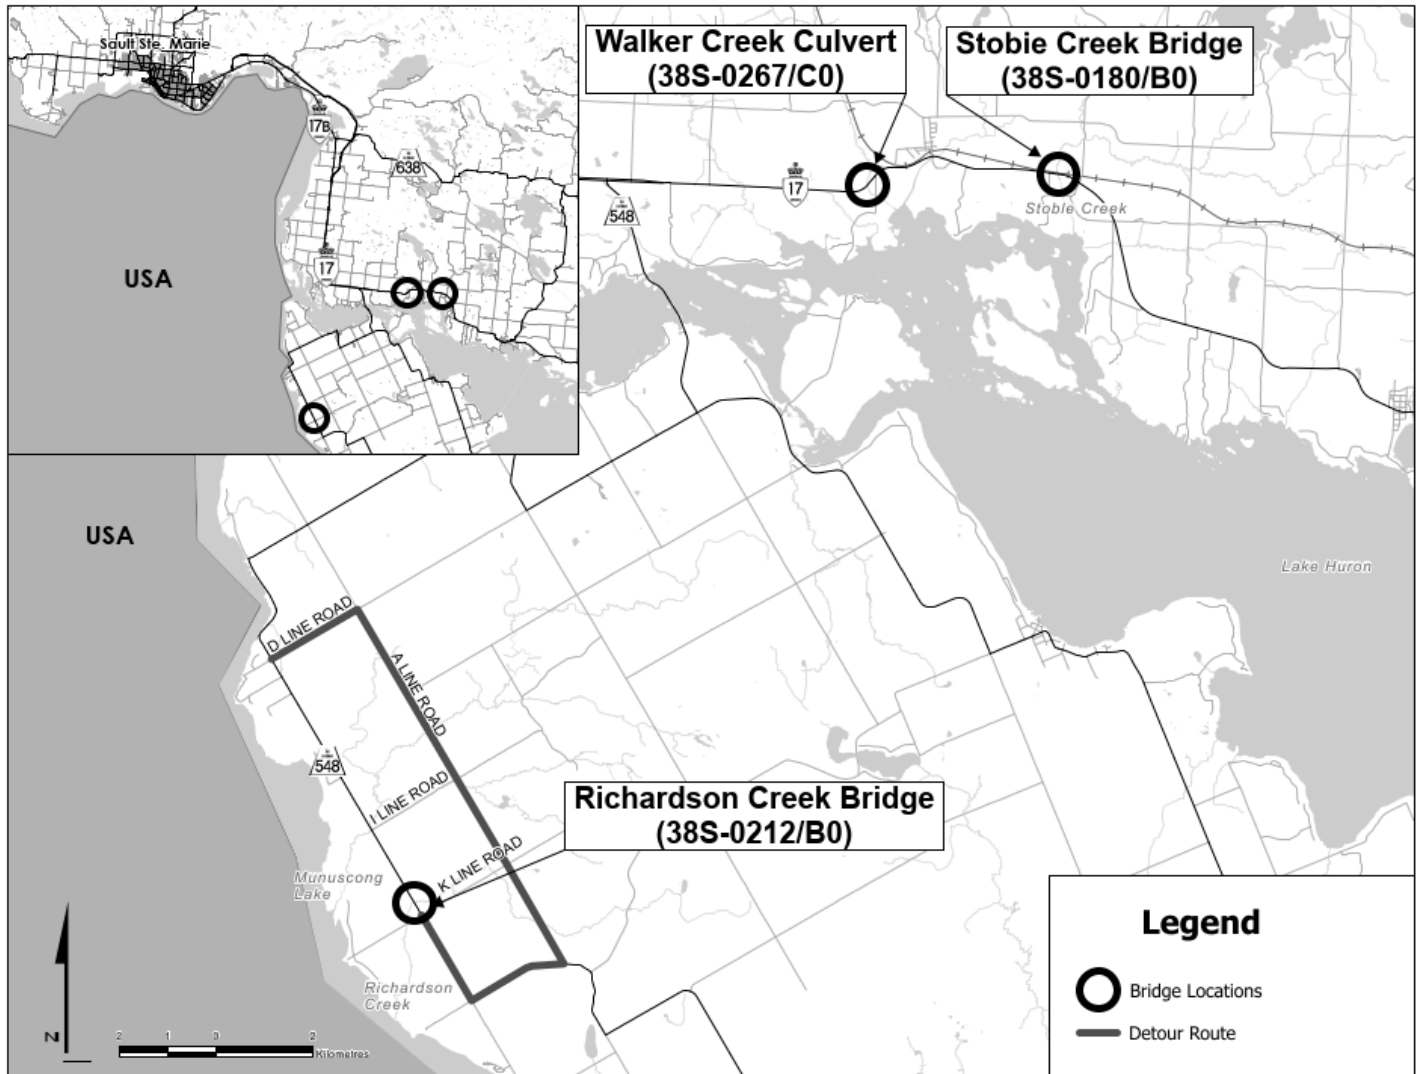 Sault Ste. Marie
17B
638
USA
17
Walker Creek Culvert
(38S-0267/C0)
Stobie Creek Bridge
(38S-0180/B0)
17
548
Stobie Creek
USA
Lake Huron
D LINE ROAD
A LINE ROAD
548
I LINE ROAD
K LINE ROAD
Richardson Creek Bridge
(38S-0212/B0)
Munuscong
Lake
Richardson
Creek
N
2 1 0 2
Kilometres
Legend
Bridge Locations
Detour Route